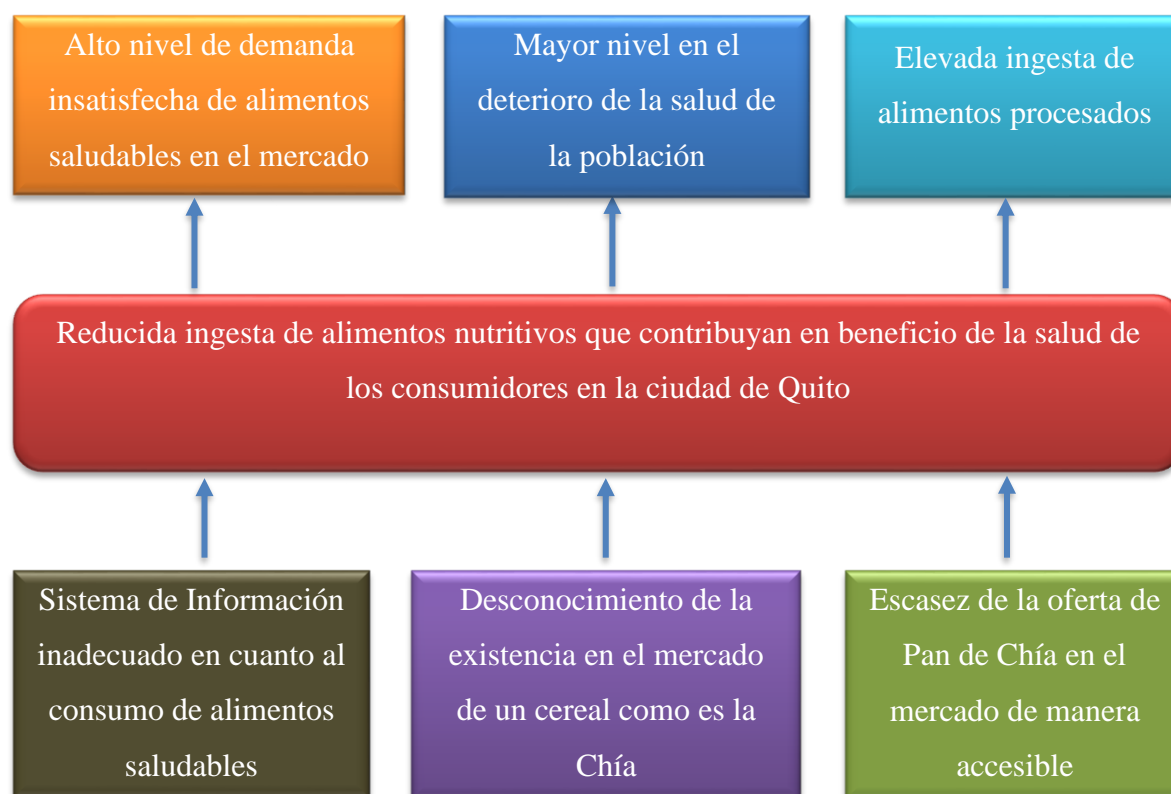 Alto nivel de demanda
insatisfecha de alimentos
saludables en el mercado
Mayor nivel en el
deterioro de la salud de
la población
Elevada ingesta de
alimentos procesados
Reducida ingesta de alimentos nutritivos que contribuyan en beneficio de la salud de
los consumidores en la ciudad de Quito
Sistema de Información
inadecuado en cuanto al
consumo de alimentos
saludables
Desconocimiento de la
existencia en el mercado
de un cereal como es la
Chía
Escasez de la oferta de
Pan de Chía en el
mercado de manera
accesible